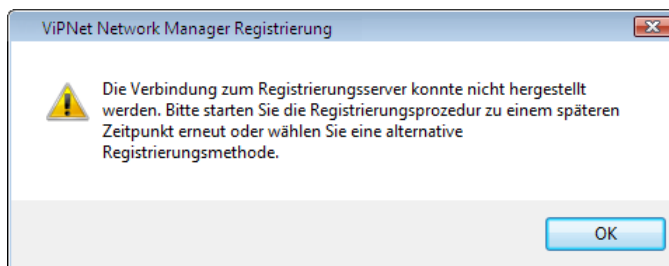 ViPNet Network Manager Registrierung
Die Verbindung zum Registrierungsserver konnte nicht hergestellt
werden. Bitte starten Sie die Registrierungsprozedur zu einem späteren
Zeitpunkt erneut oder wählen Sie eine alternative
Registrierungsmethode.
OK